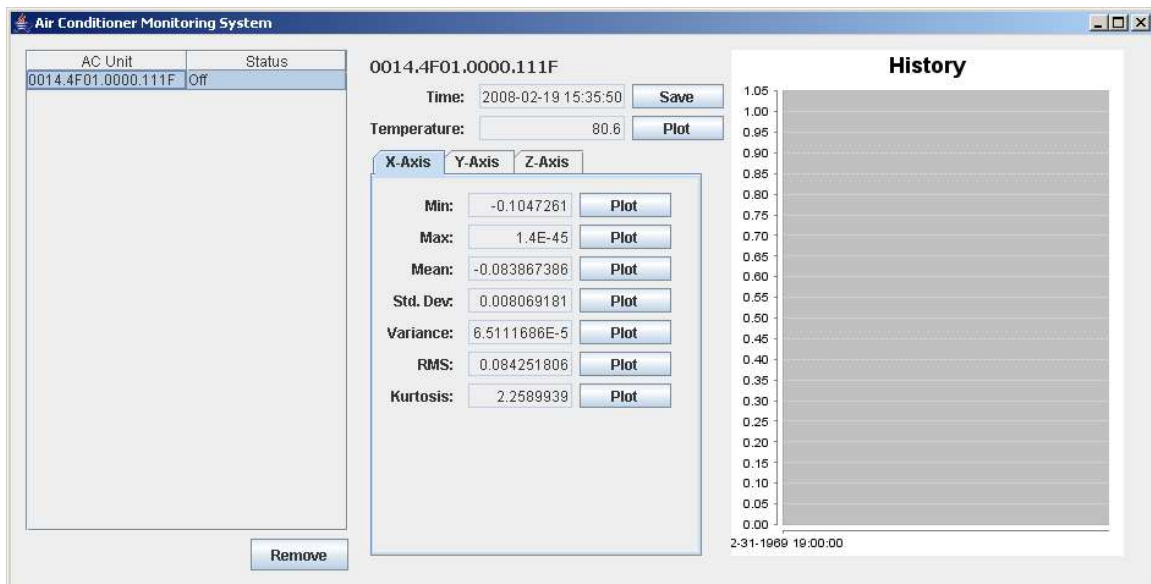 Air Conditioner Monitoring System
AC Unit Status
0014.4F01.0000.111F Off
Remove
0014.4F01.0000.111F
Time: 2008-02-19 15:35:50 Save
Temperature: 80.6 Plot
X-Axis Y-Axis Z-Axis
Min: -0.1047261 Plot
Max: 1.4E-45 Plot
Mean: -0.083867386 Plot
Std. Dev: 0.008069181 Plot
Variance: 6.5111686E-5 Plot
RMS: 0.084251806 Plot
Kurtosis: 2.2589939 Plot
History
1.05
1.00
0.95
0.90
0.85
0.80
0.75
0.70
0.65
0.60
0.55
0.50
0.45
0.40
0.35
0.30
0.25
0.20
0.15
0.10
0.05
0.00
2-31-1969 19:00:00